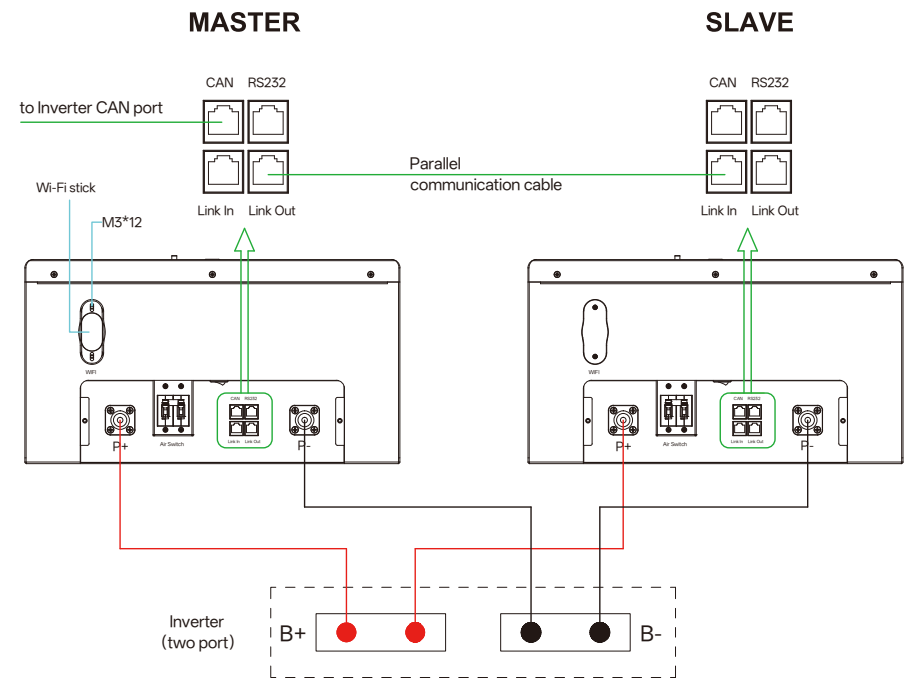 MASTER
SLAVE
CAN RS232
CAN RS232
to Inverter CAN port
Parallel
communication cable
Wi-Fi stick
M3*12
Link In Link Out
Link In Link Out
WIFI
WIFI
CAN RS232
CAN RS232
Link In Link Out
Link In Link Out
P+
Air Switch
P-
P+
Air Switch
P-
Inverter
(two port)
B+
B-